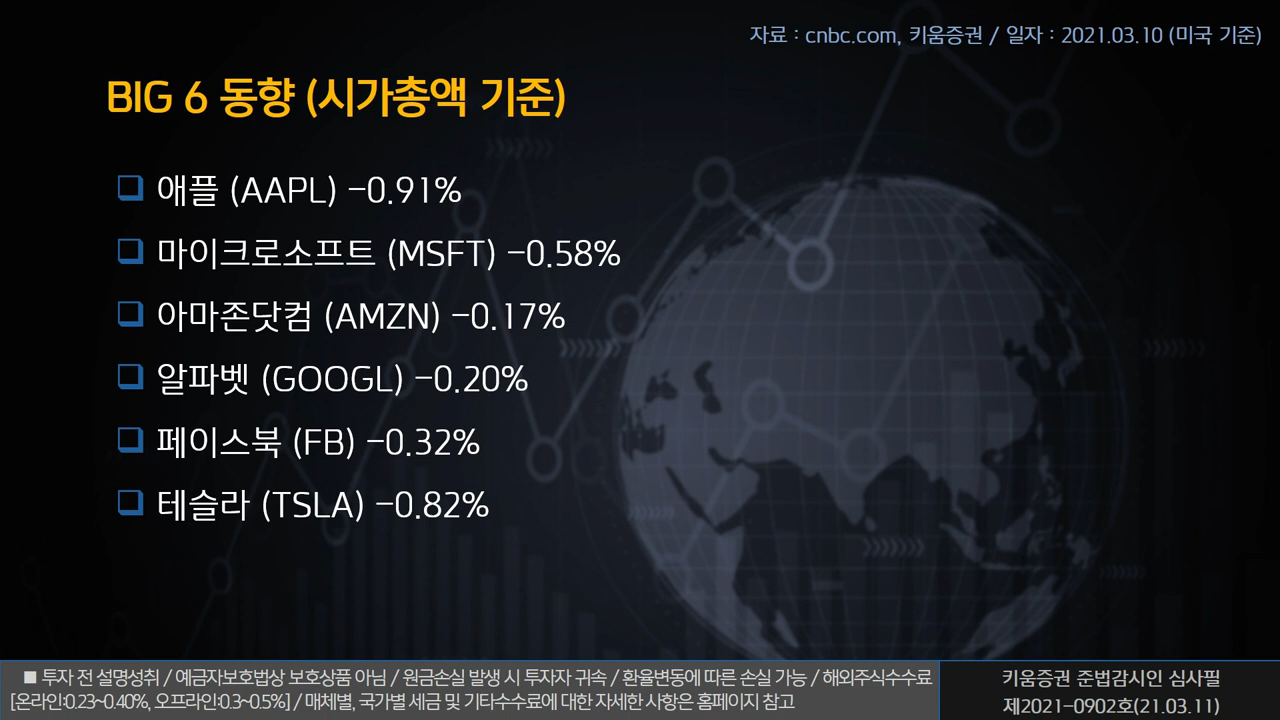 자료 : cnbc.com, 키움증권 / 일자 : 2021.03.10 (미국 기준)
BIG 6 동향 (시가총액 기준)
❑ 애플 (AAPL) -0.91%
❑ 마이크로소프트 (MSFT) -0.58%
❑ 아마존닷컴 (AMZN) -0.17%
❑ 알파벳 (GOOGL) -0.20%
❑ 페이스북 (FB) -0.32%
❑ 테슬라 (TSLA) -0.82%
■ 투자 전 설명성취 / 예금자보호법상 보호상품 아님 / 원금손실 발생 시 투자자 귀속 / 환율변동에 따른 손실 가능 / 해외주식수수료
[온라인:0.23~0.40%, 오프라인:0.3~0.5%] / 매체별, 국가별 세금 및 기타수수료에 대한 자세한 사항은 홈페이지 참고
키움증권 준법감시인 심사필
제2021-0902호(21.03.11)